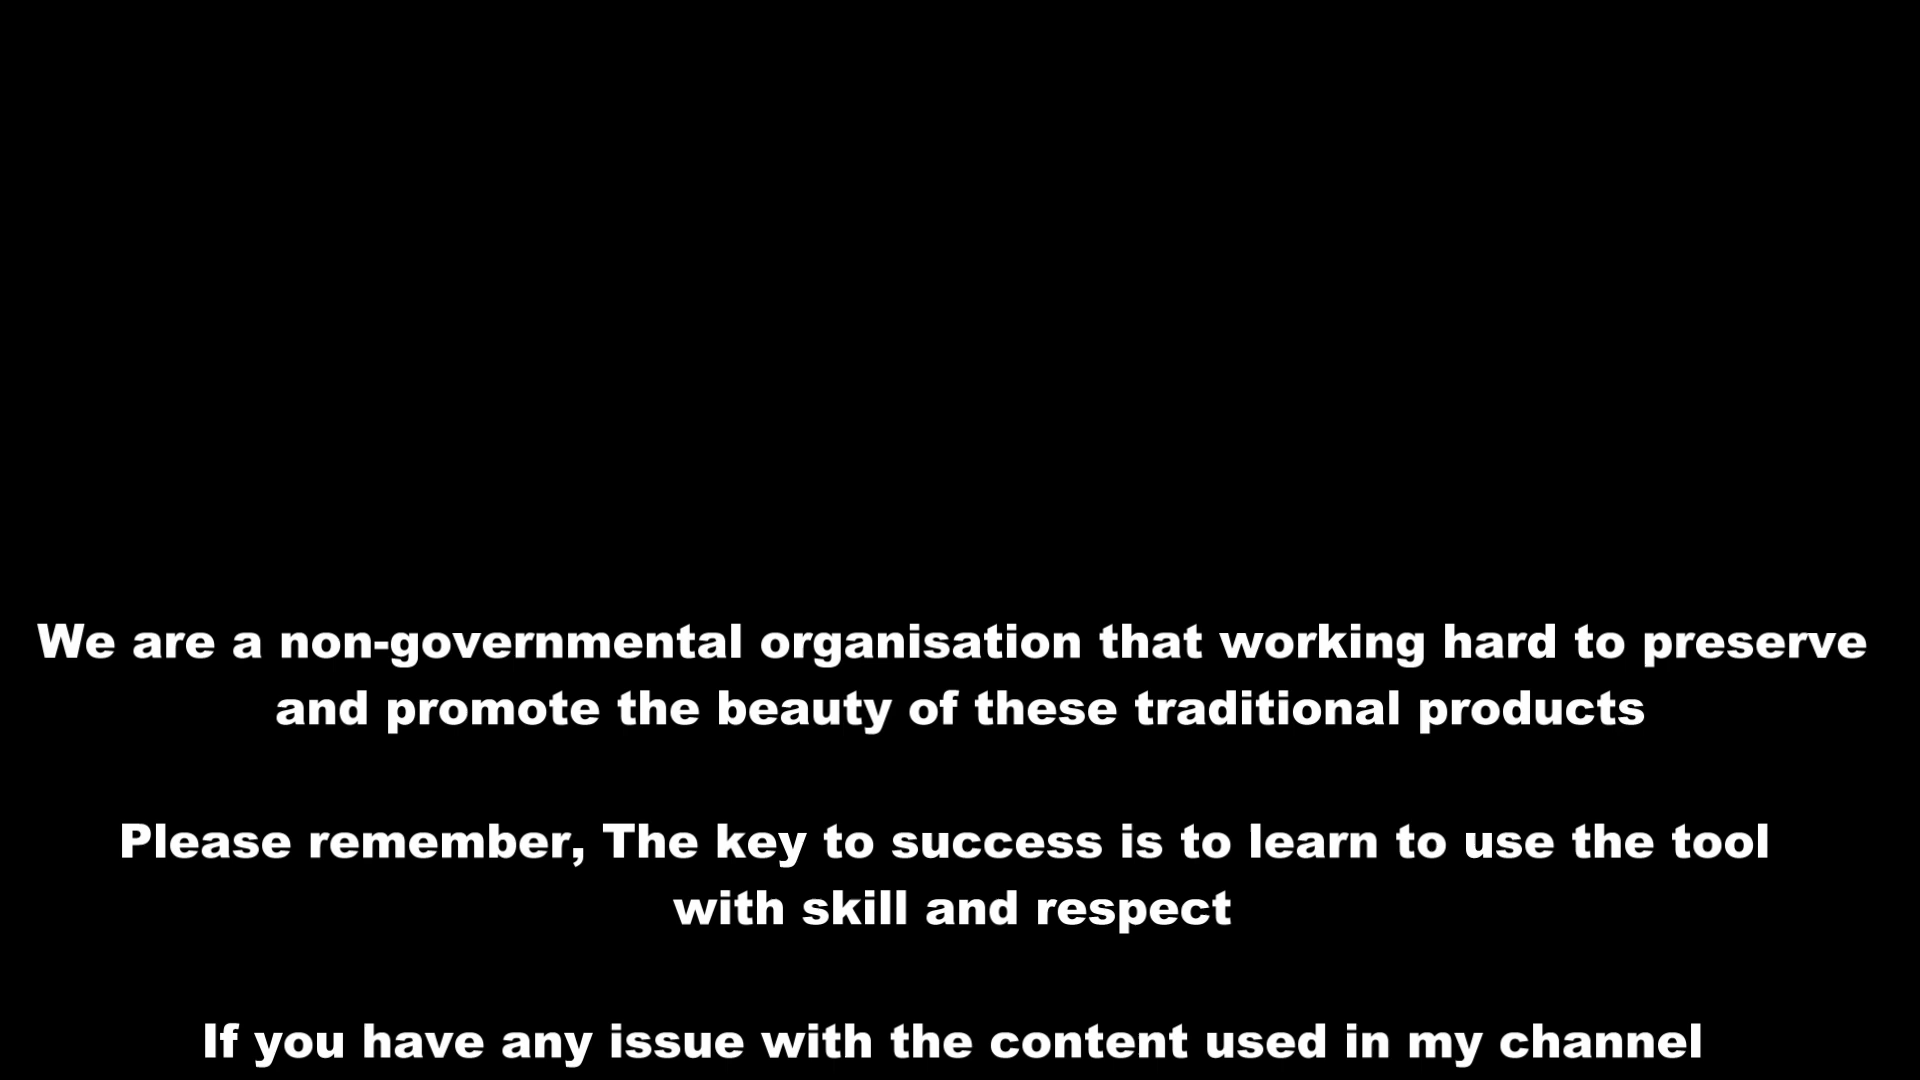 We are a non-governmental organisation that working hard to preserve
and promote the beauty of these traditional products
Please remember, The key to success is to learn to use the tool
with skill and respect
If you have any issue with the content used in my channel